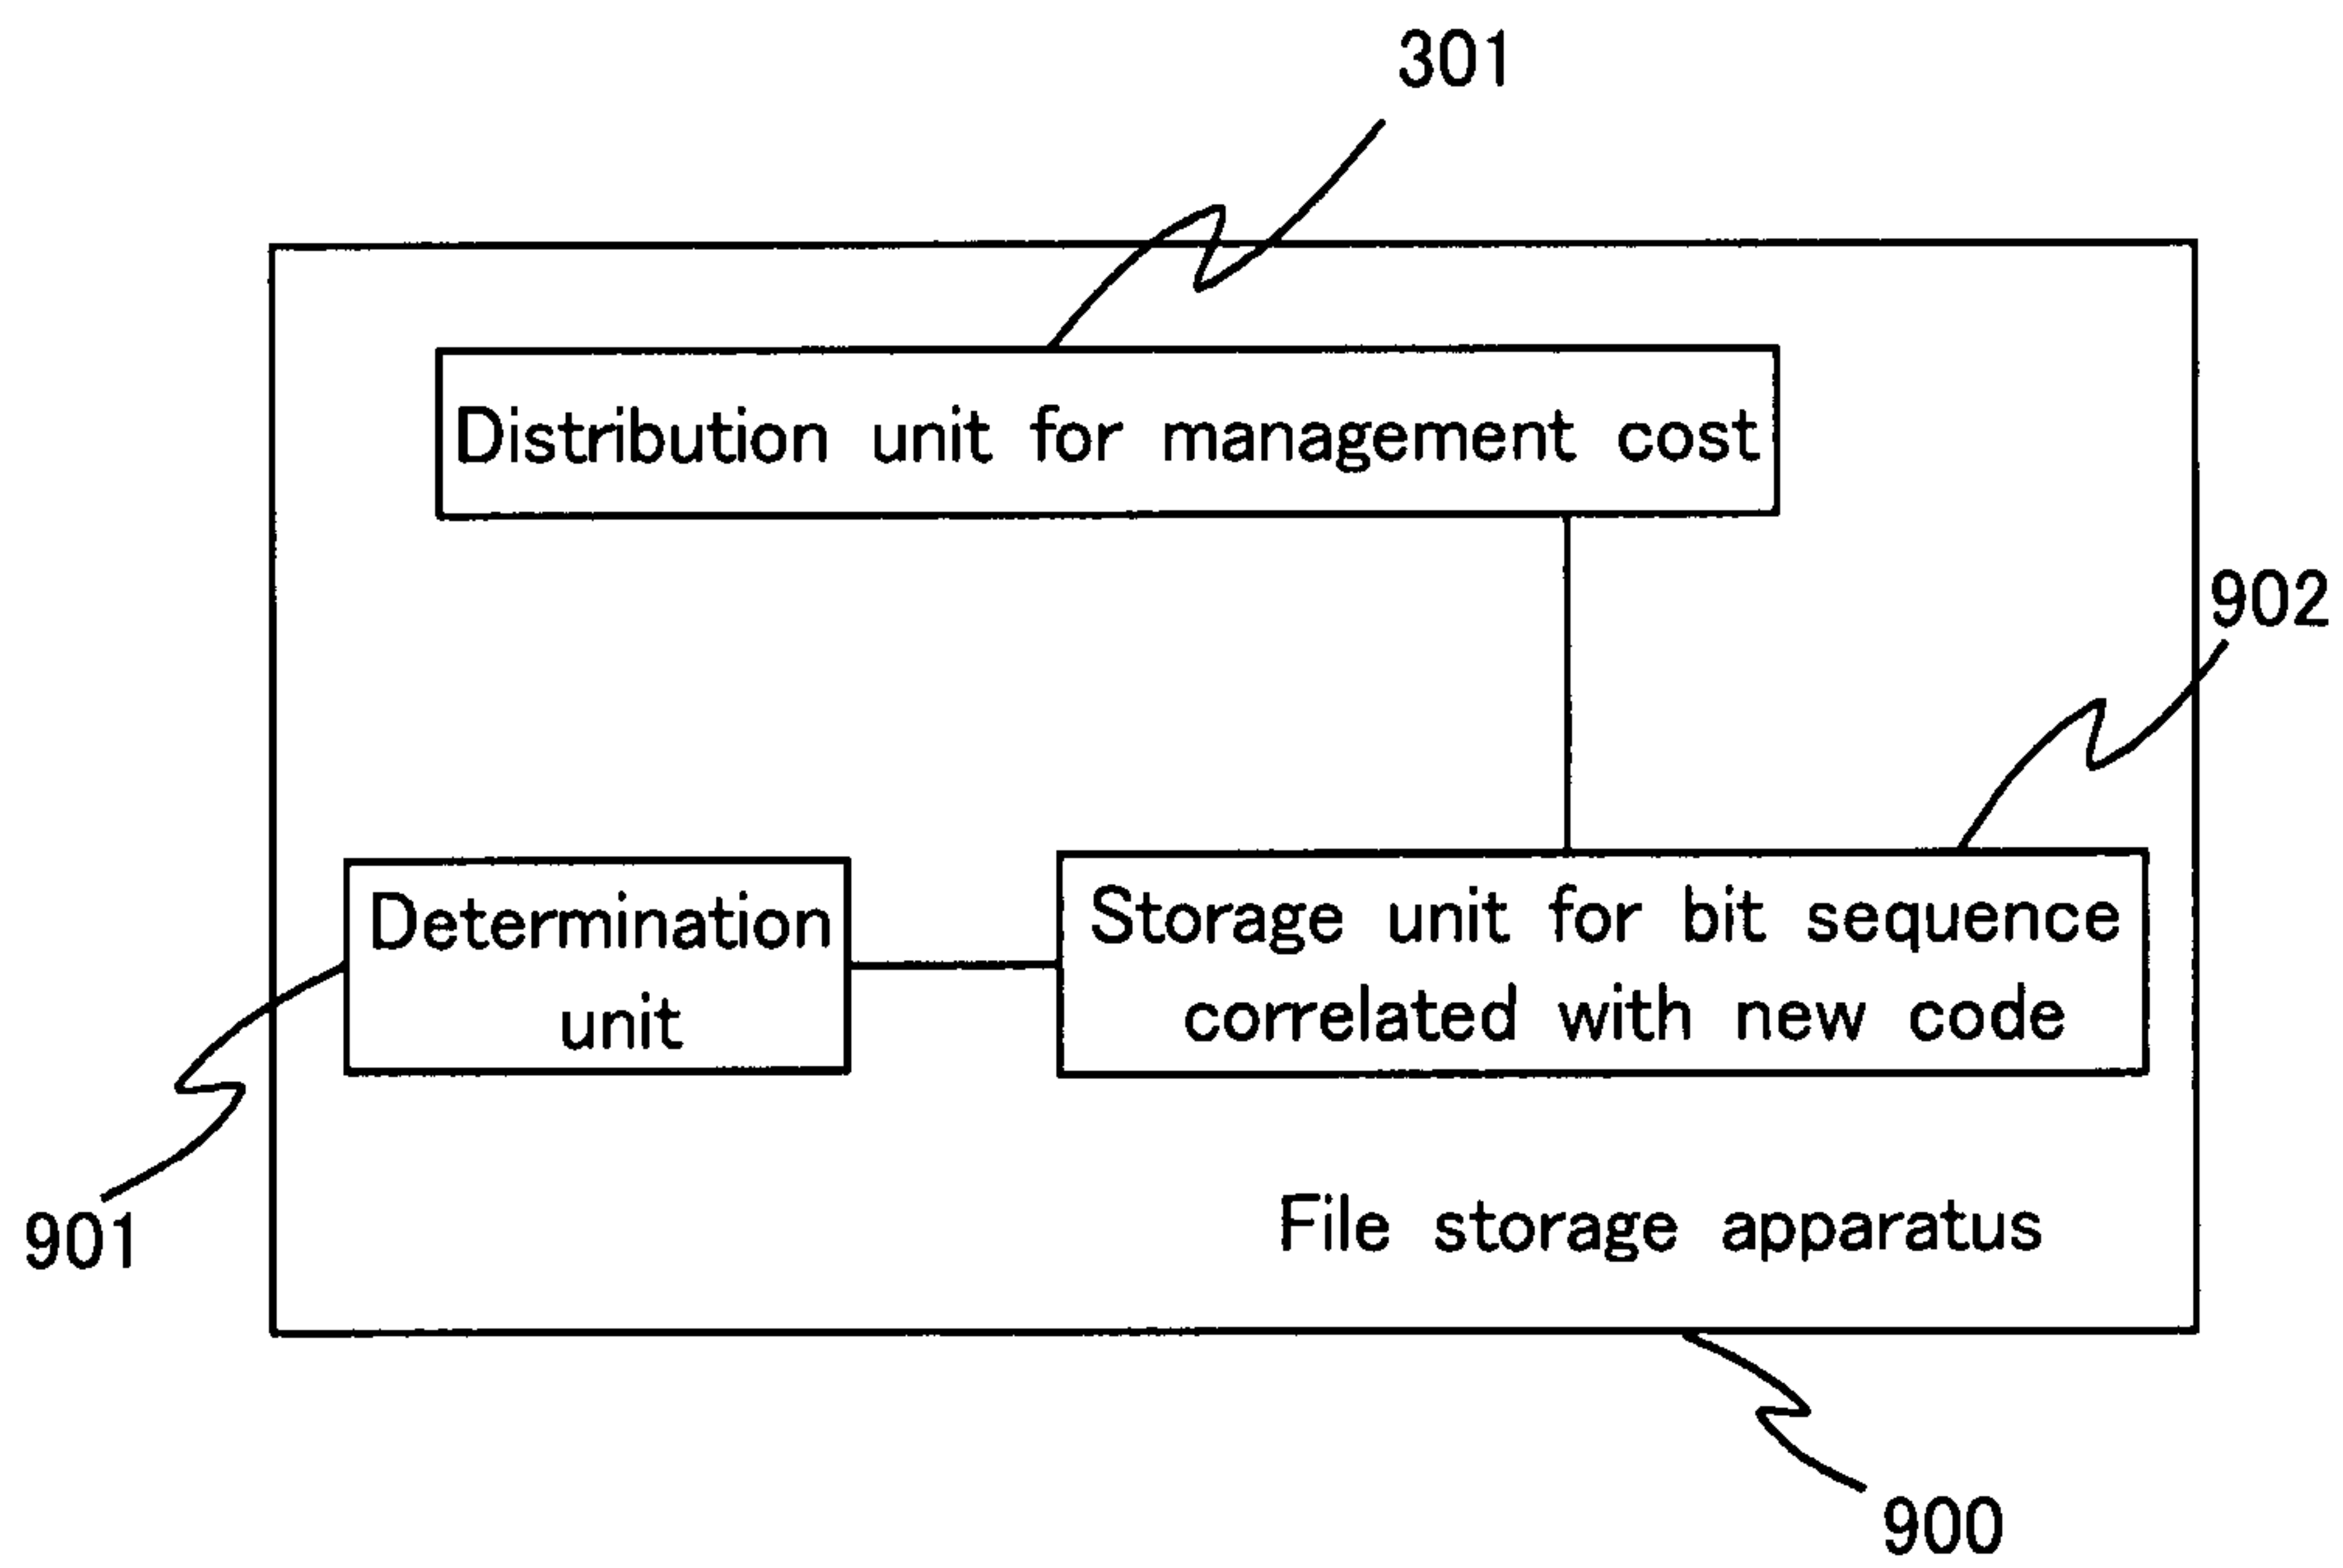 301
Distribution unit for management cost
902
Determination
unit
Storage unit for bit sequence
correlated with new code
901
File storage apparatus
900